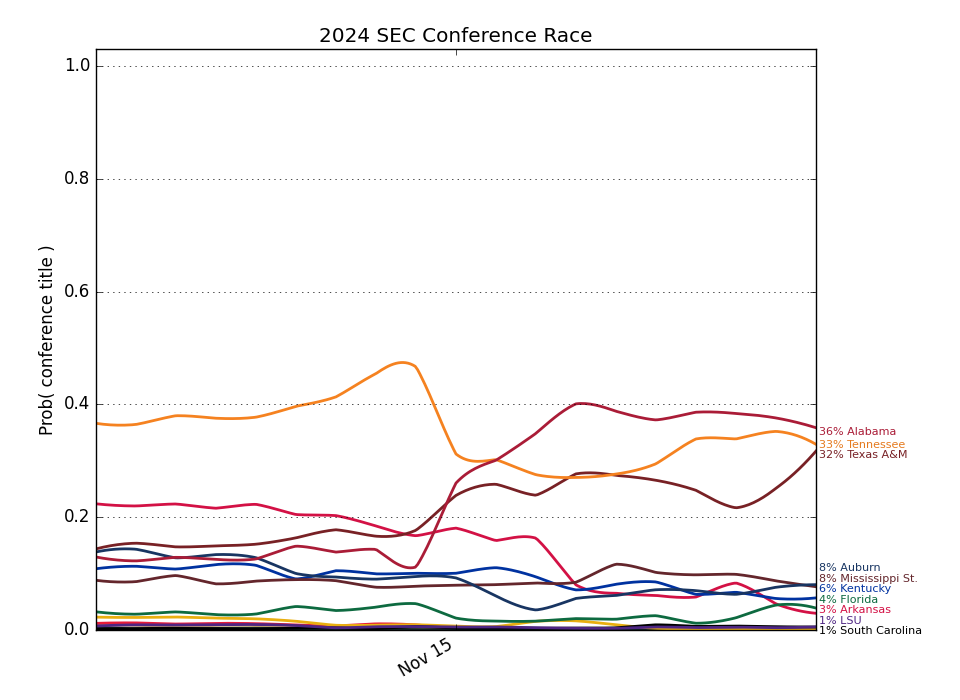 2024 SEC Conference Race
Prob( conference title )
1.0
0.8
0.6
0.4
0.2
0.0
Nov 15
36% Alabama
33% Tennessee
32% Texas A&M
8% Auburn
8% Mississippi St.
6% Kentucky
4% Florida
3% Arkansas
1% LSU
1% South Carolina